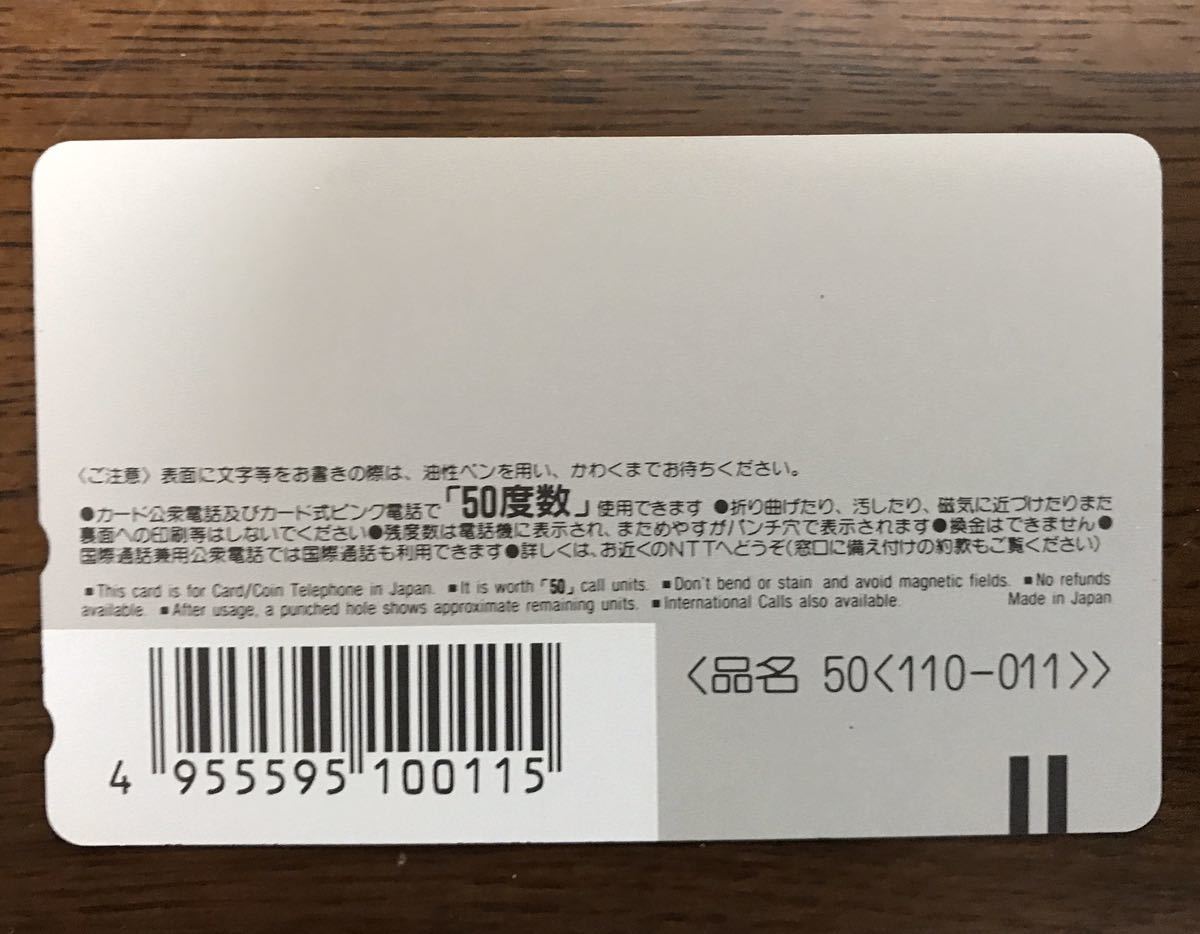 〈ご注意〉表面に文字等をお書きの際は、油性ペンを用い、かわくまでお待ちください。
●カード公衆電話及びカード式ピンク電話で「50度数」使用できます ●折り曲げたり、汚したり、磁気に近づけたりまた
裏面への印刷等はしないでください●残度数は電話機に表示され、まためやすがパンチ穴で表示されます●換金はできません●
国際通話兼用公衆電話では国際通話も利用できます●詳しくは、お近くのNTTへどうぞ(窓口に備え付けの約款もご覧ください)
■This card is for Card/Coin Telephone in Japan. ■It is worth「50」call units. ■Don't bend or stain and avoid magnetic fields. ■No refunds
available. ■After usage, a punched hole shows approximate remaining units. ■International Calls also available. Made in Japan
〈品名 50〈110-011〉〉
4 955595 100115